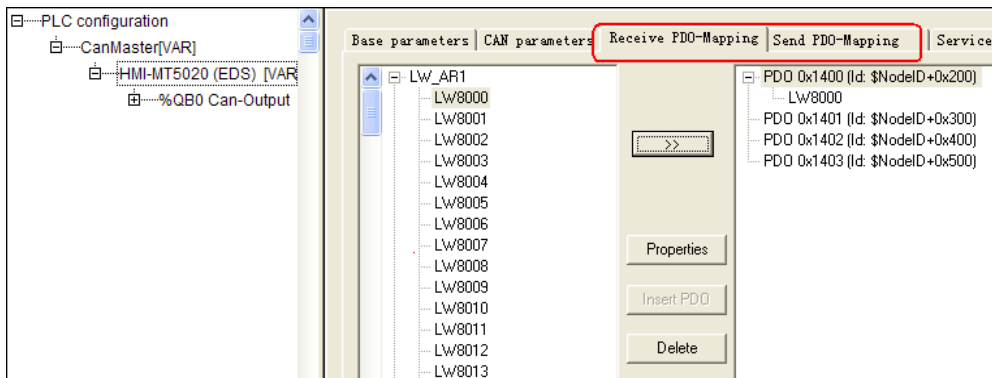 PLC configuration
CanMaster[VAR]
HMI-MT5020 (EDS) [VAR
%QB0 Can-Output
Base parameters
CAN parameters
Receive PDO-Mapping
Send PDO-Mapping
Service
LW_AR1
LW8000
LW8001
LW8002
LW8003
LW8004
LW8005
LW8006
LW8007
LW8008
LW8009
LW8010
LW8011
LW8012
LW8013
>>
Properties
Insert PDO
Delete
PDO 0x1400 (Id: $NodeID+0x200)
LW8000
PDO 0x1401 (Id: $NodeID+0x300)
PDO 0x1402 (Id: $NodeID+0x400)
PDO 0x1403 (Id: $NodeID+0x500)